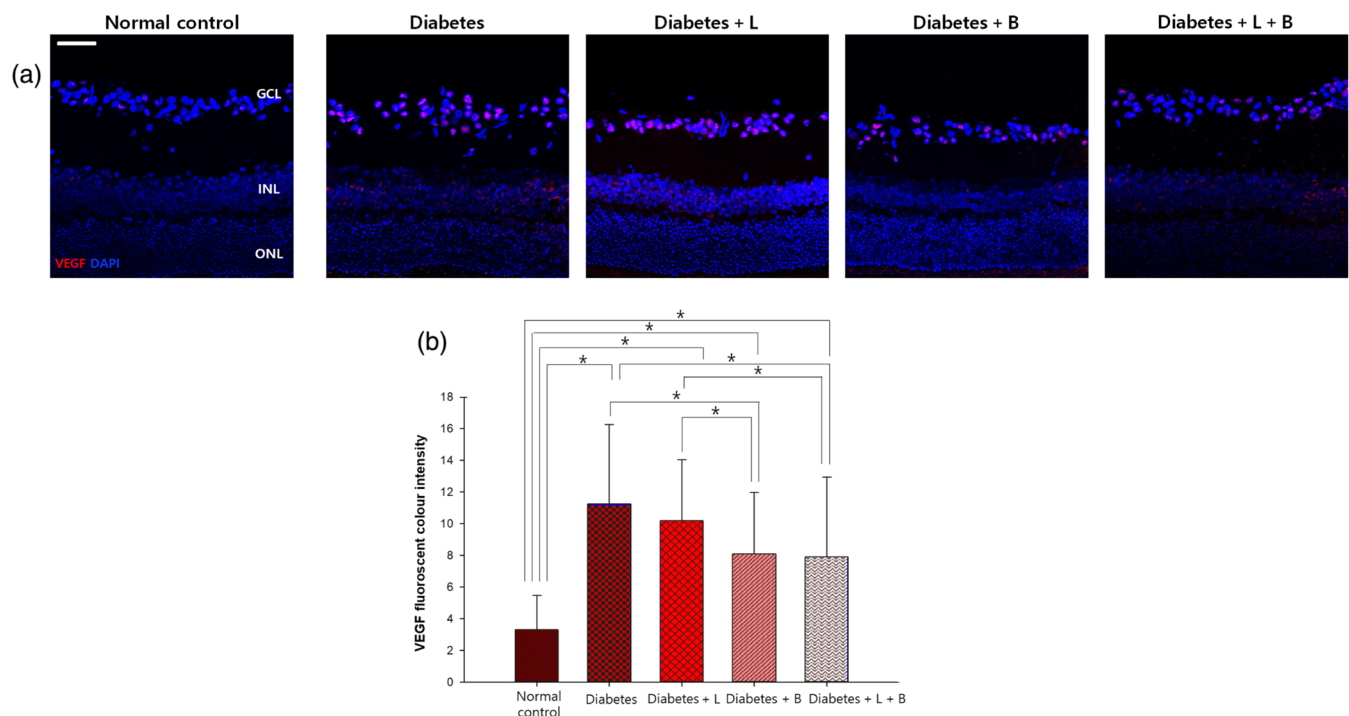 Normal control Diabetes Diabetes + L Diabetes + B Diabetes + L + B
(a)
GCL
INL
ONL
VEGF DAPI
(b)
*
*
*
* *
*
*
*
VEGF fluoroscent colour intensity
18
16
14
12
10
8
6
4
2
0
Normal
control
Diabetes Diabetes + L Diabetes + B Diabetes + L + B